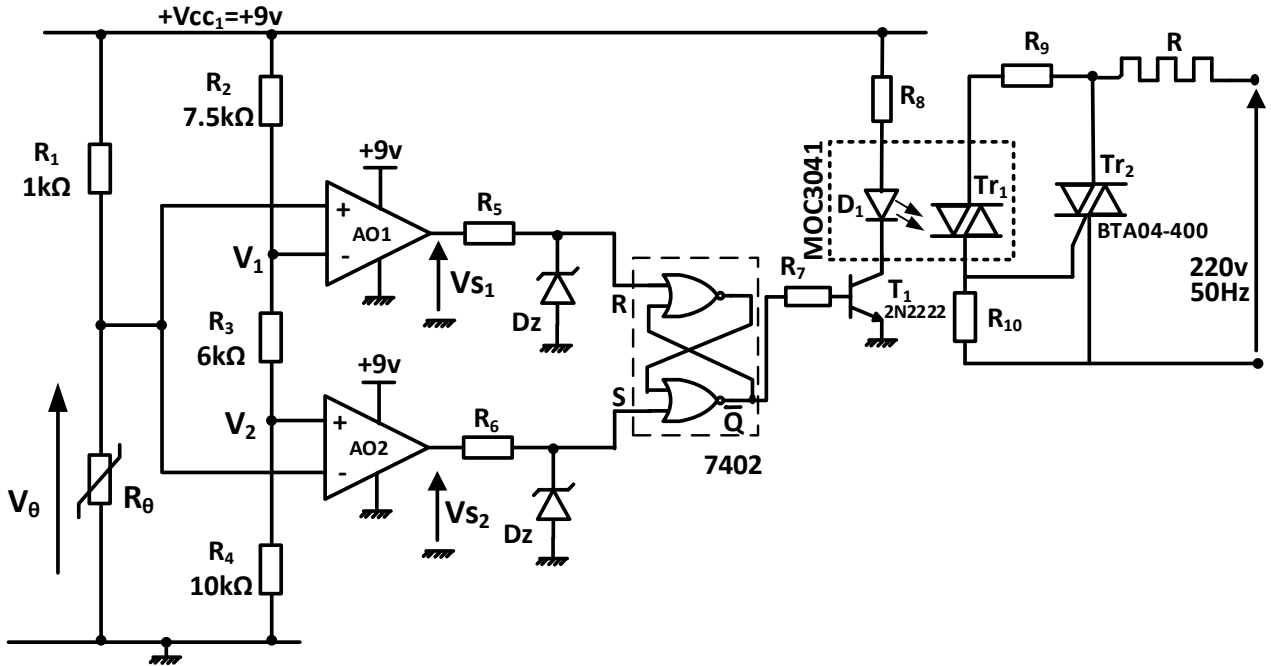 +Vcc₁=+9v
R₂
7.5kΩ
R₁
1kΩ
+9v
+
AO1
-
V₁
R₅
Vs₁
Dz
R₃
6kΩ
+9v
V₂
+
AO2
-
R₆
Vs₂
Dz
Vθ
Rθ
R₄
10kΩ
R
S
Q̅
7402
R₇
T₁
2N2222
R₈
MOC3041
D₁
Tr₁
R₉
R
Tr₂
BTA04-400
R₁₀
220v
50Hz